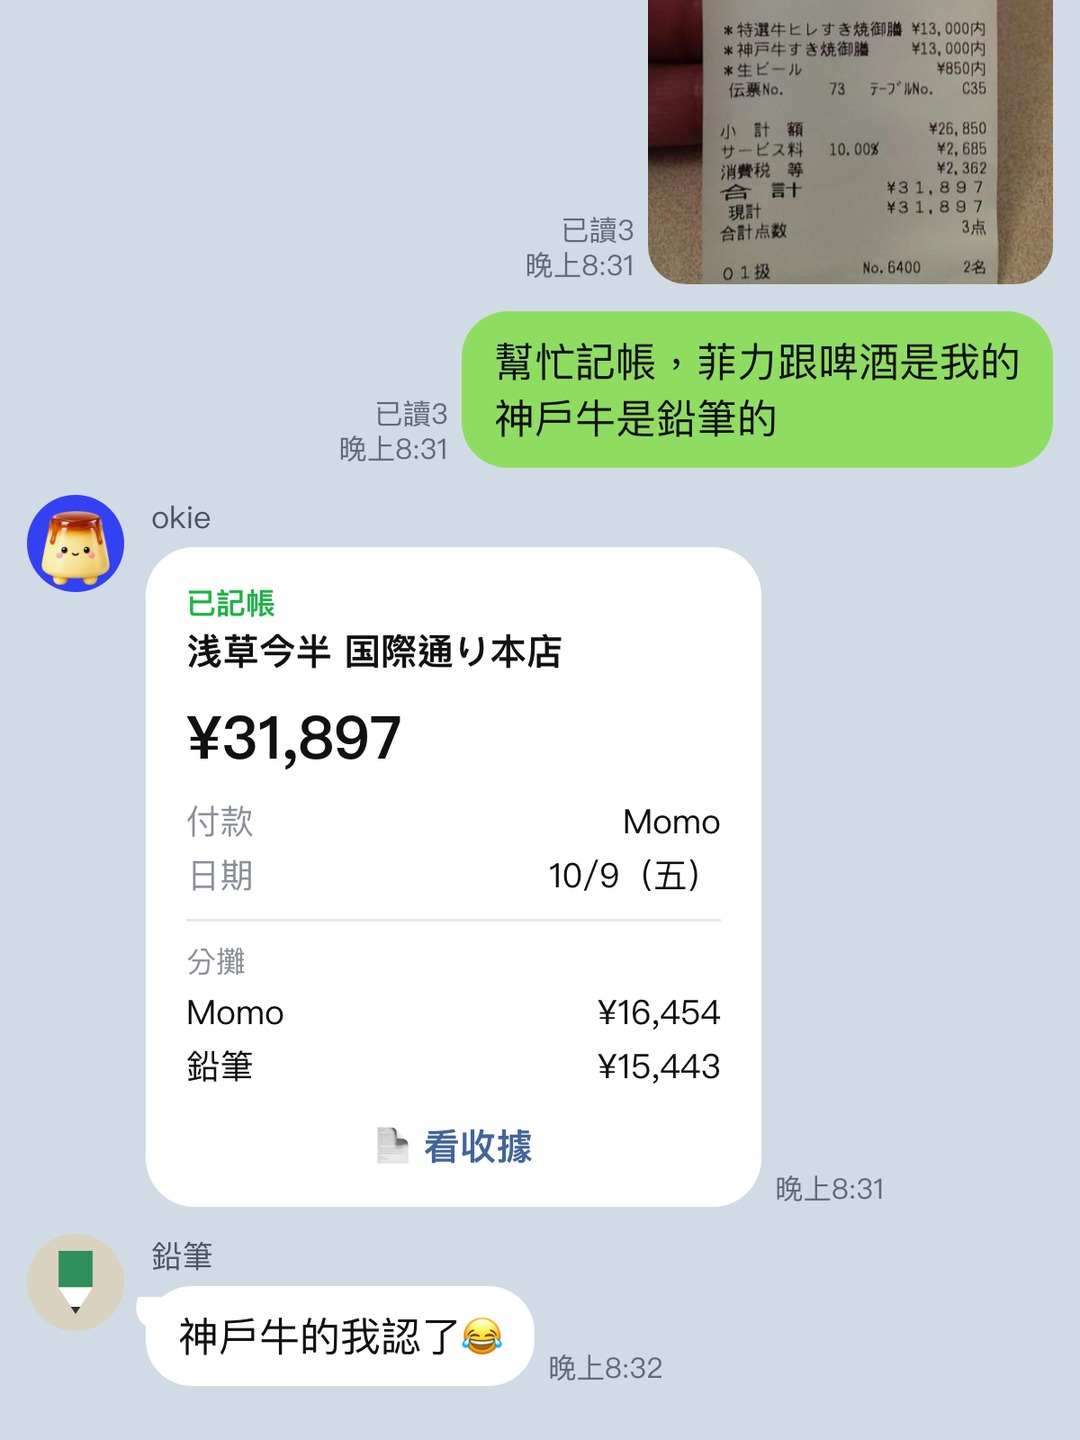 *特選牛ヒレすき焼御膳 ¥13,000内
*神戸牛すき焼御膳 ¥13,000内
*生ビール ¥850内
伝票No. 73 テーブルNo. C35
小計額 ¥26,850
サービス料 10.00% ¥2,685
消費税等 ¥2,362
合計 ¥31,897
現計 ¥31,897
合計点数 3点
01扱 No.6400 2名
已讀3
晚上8:31
幫忙記帳，菲力跟啤酒是我的
神戶牛是鉛筆的
已讀3
晚上8:31
okie
已記帳
浅草今半 国際通り本店
¥31,897
付款 Momo
日期 10/9（五）
分攤
Momo ¥16,454
鉛筆 ¥15,443
看收據
晚上8:31
鉛筆
神戶牛的我認了😂
晚上8:32